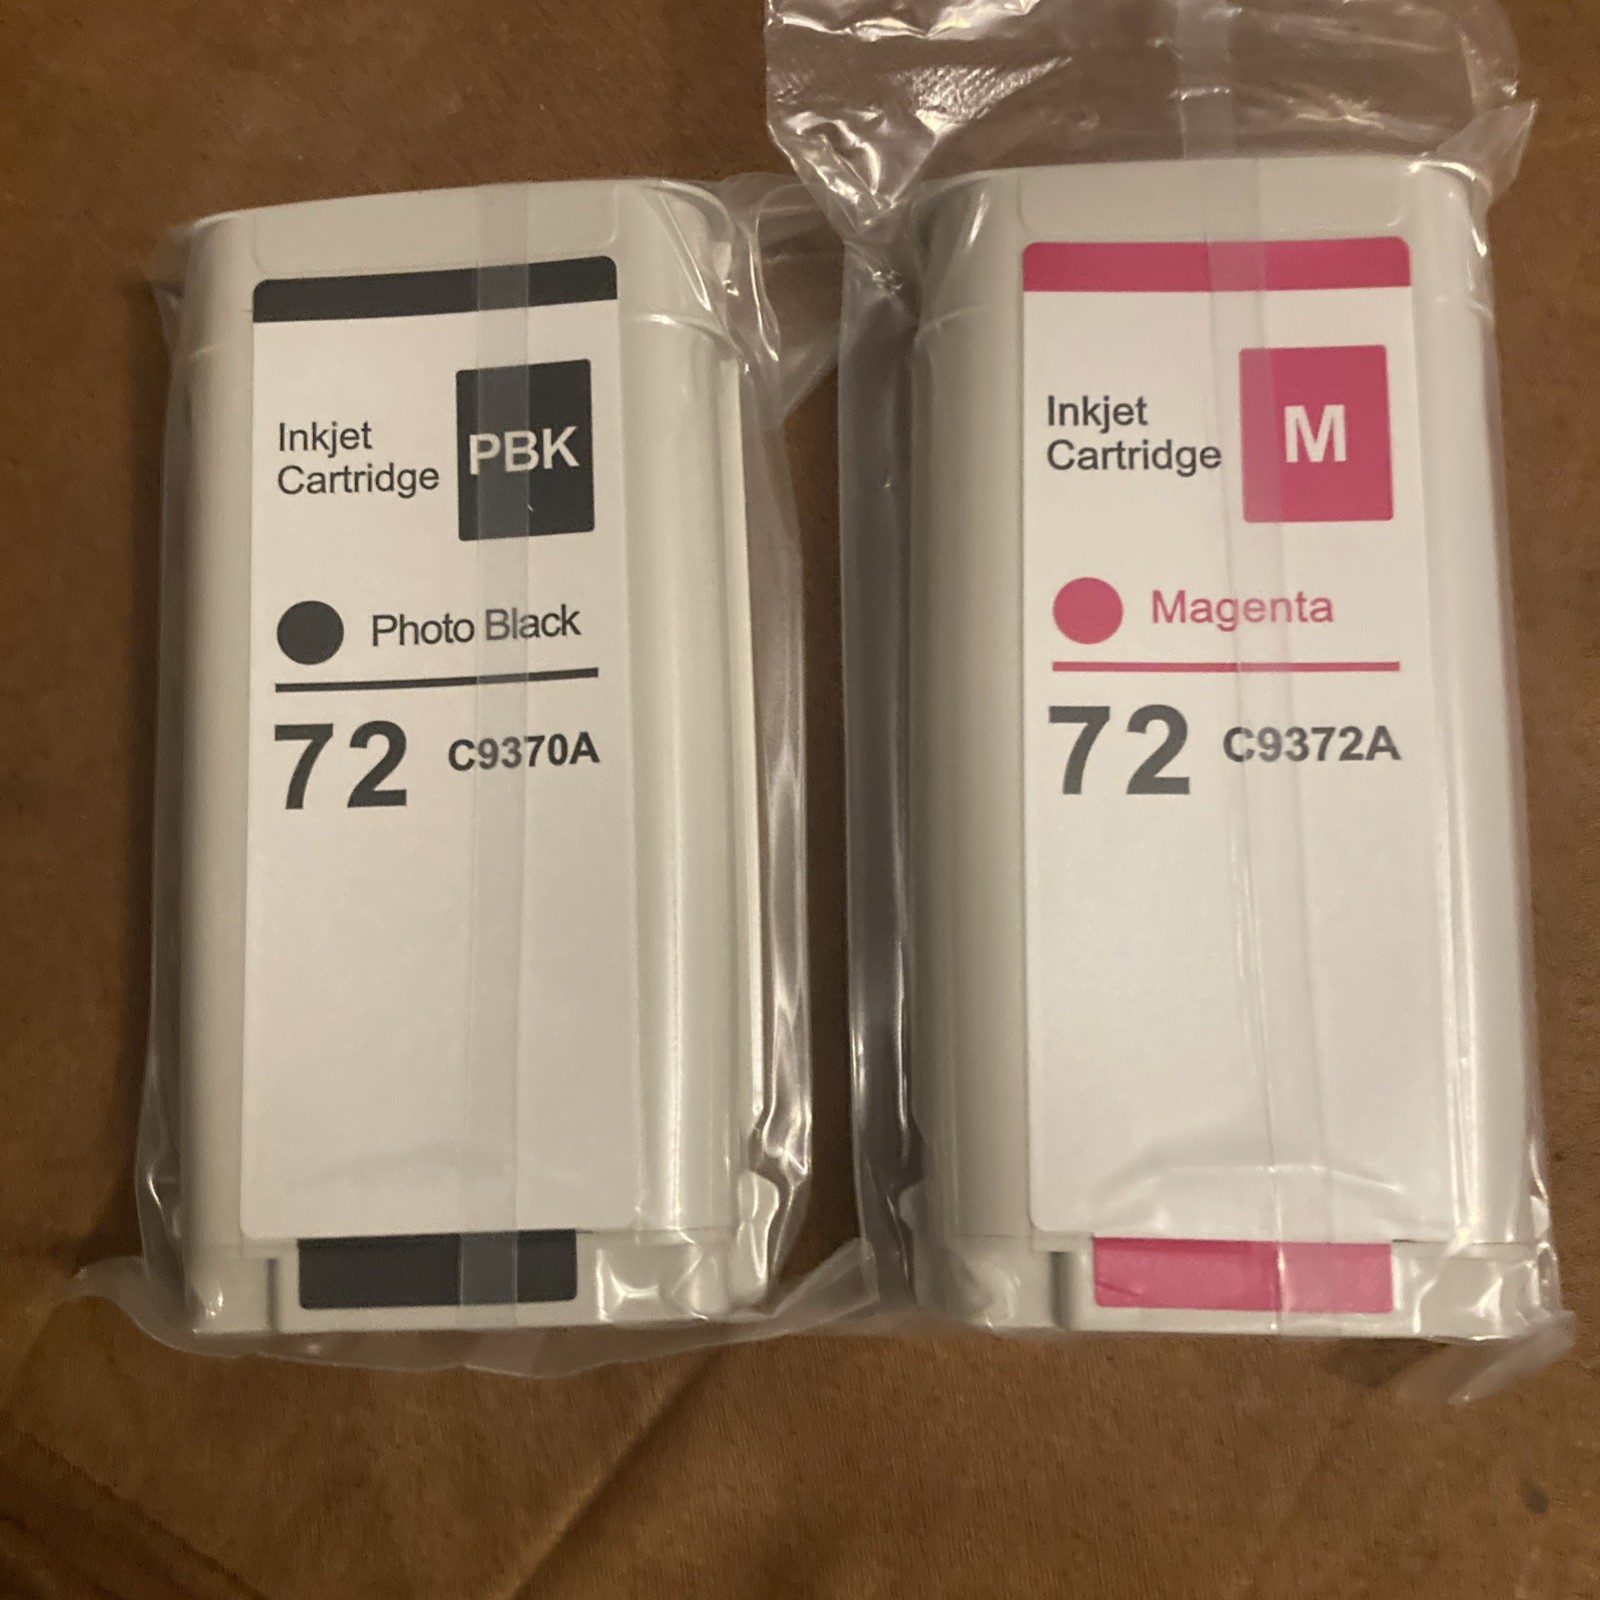 Inkjet
Cartridge
PBK
Photo Black
72 C9370A
Inkjet
Cartridge
M
Magenta
72 C9372A